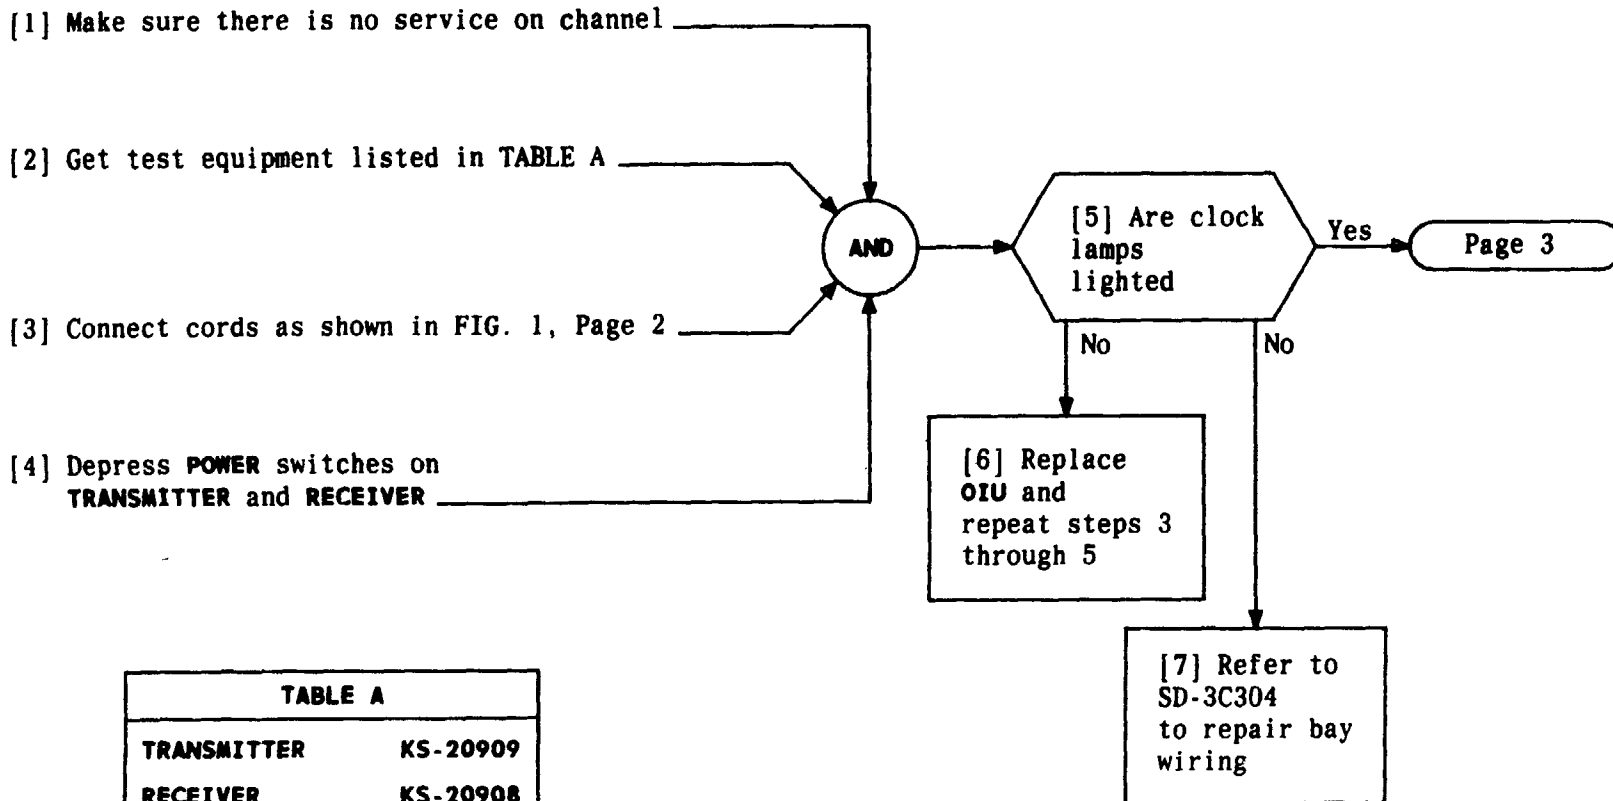 [1] Make sure there is no service on channel
[2] Get test equipment listed in TABLE A
[3] Connect cords as shown in FIG. 1, Page 2
[4] Depress POWER switches on
TRANSMITTER and RECEIVER
AND
[5] Are clock
lamps
lighted
Yes
Page 3
No
No
[6] Replace
OIU and
repeat steps 3
through 5
[7] Refer to
SD-3C304
to repair bay
wiring
TABLE A
TRANSMITTER KS-20909
RECEIVER KS-20908